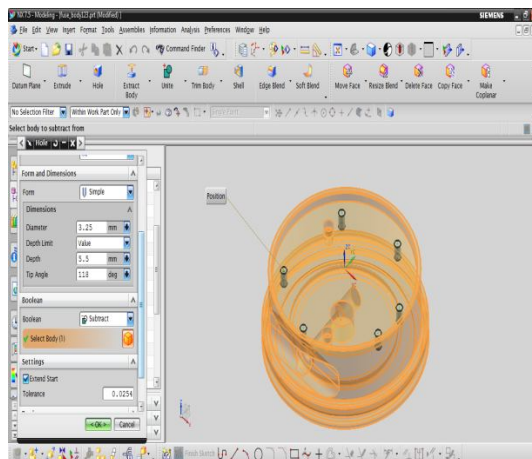 NX 7.5 - Modeling - [fuse_body123.prt (Modified) ]
SIEMENS
File Edit View Insert Format Tools Assemblies Information Analysis Preferences Window Help
Start Command Finder
Datum Plane Extrude Hole Extract Body Unite Trim Body Shell Edge Blend Soft Blend Move Face Resize Blend Delete Face Copy Face Make Coplanar
No Selection Filter Within Work Part Only
Select body to subtract from
Hole
Form and Dimensions
Form Simple
Dimensions
Diameter 3.25 mm
Depth Limit Value
Depth 5.5 mm
Tip Angle 118 deg
Boolean
Boolean Subtract
Select Body (0)
Settings
Extend Start
Tolerance 0.0254
<OK> Cancel
Position
Finish Sketch